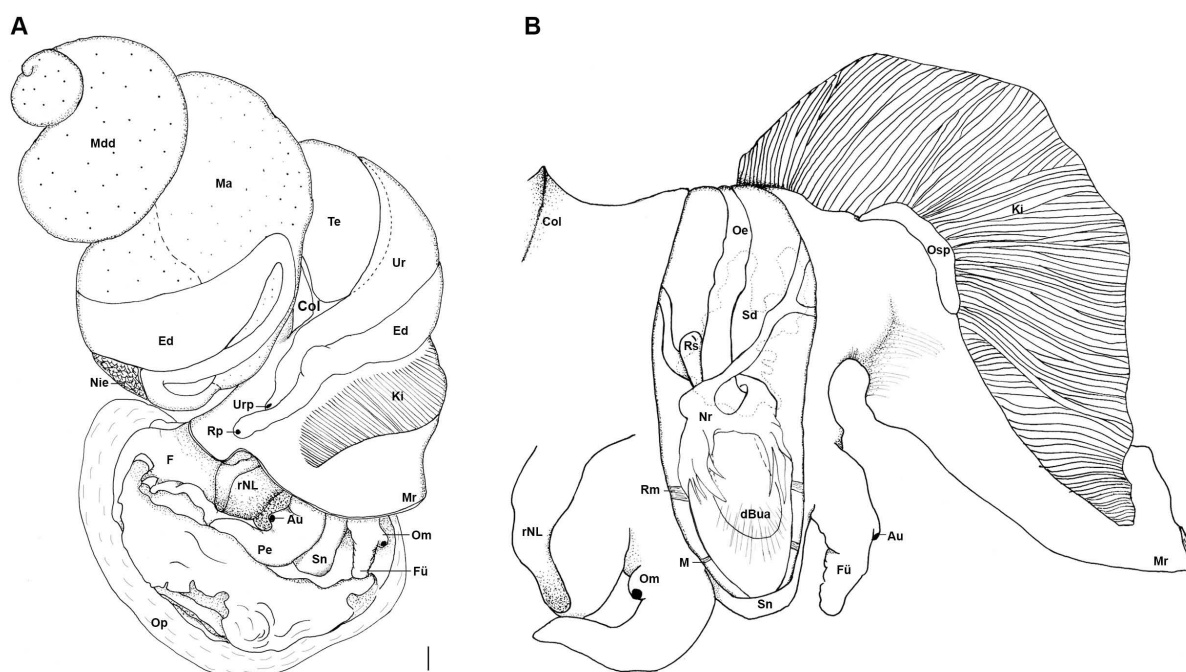 A
Mdd
Ma
Te
Ur
Col
Ed
Ed
Nie
Ki
Urp
Rp
F
rNL
Mr
Au
Om
Pe
Sn
Fü
Op
B
Col
Oe
Ki
Osp
Sd
Rs
Nr
Rm
dBua
rNL
Au
M
Om
Fü
Mr
Sn